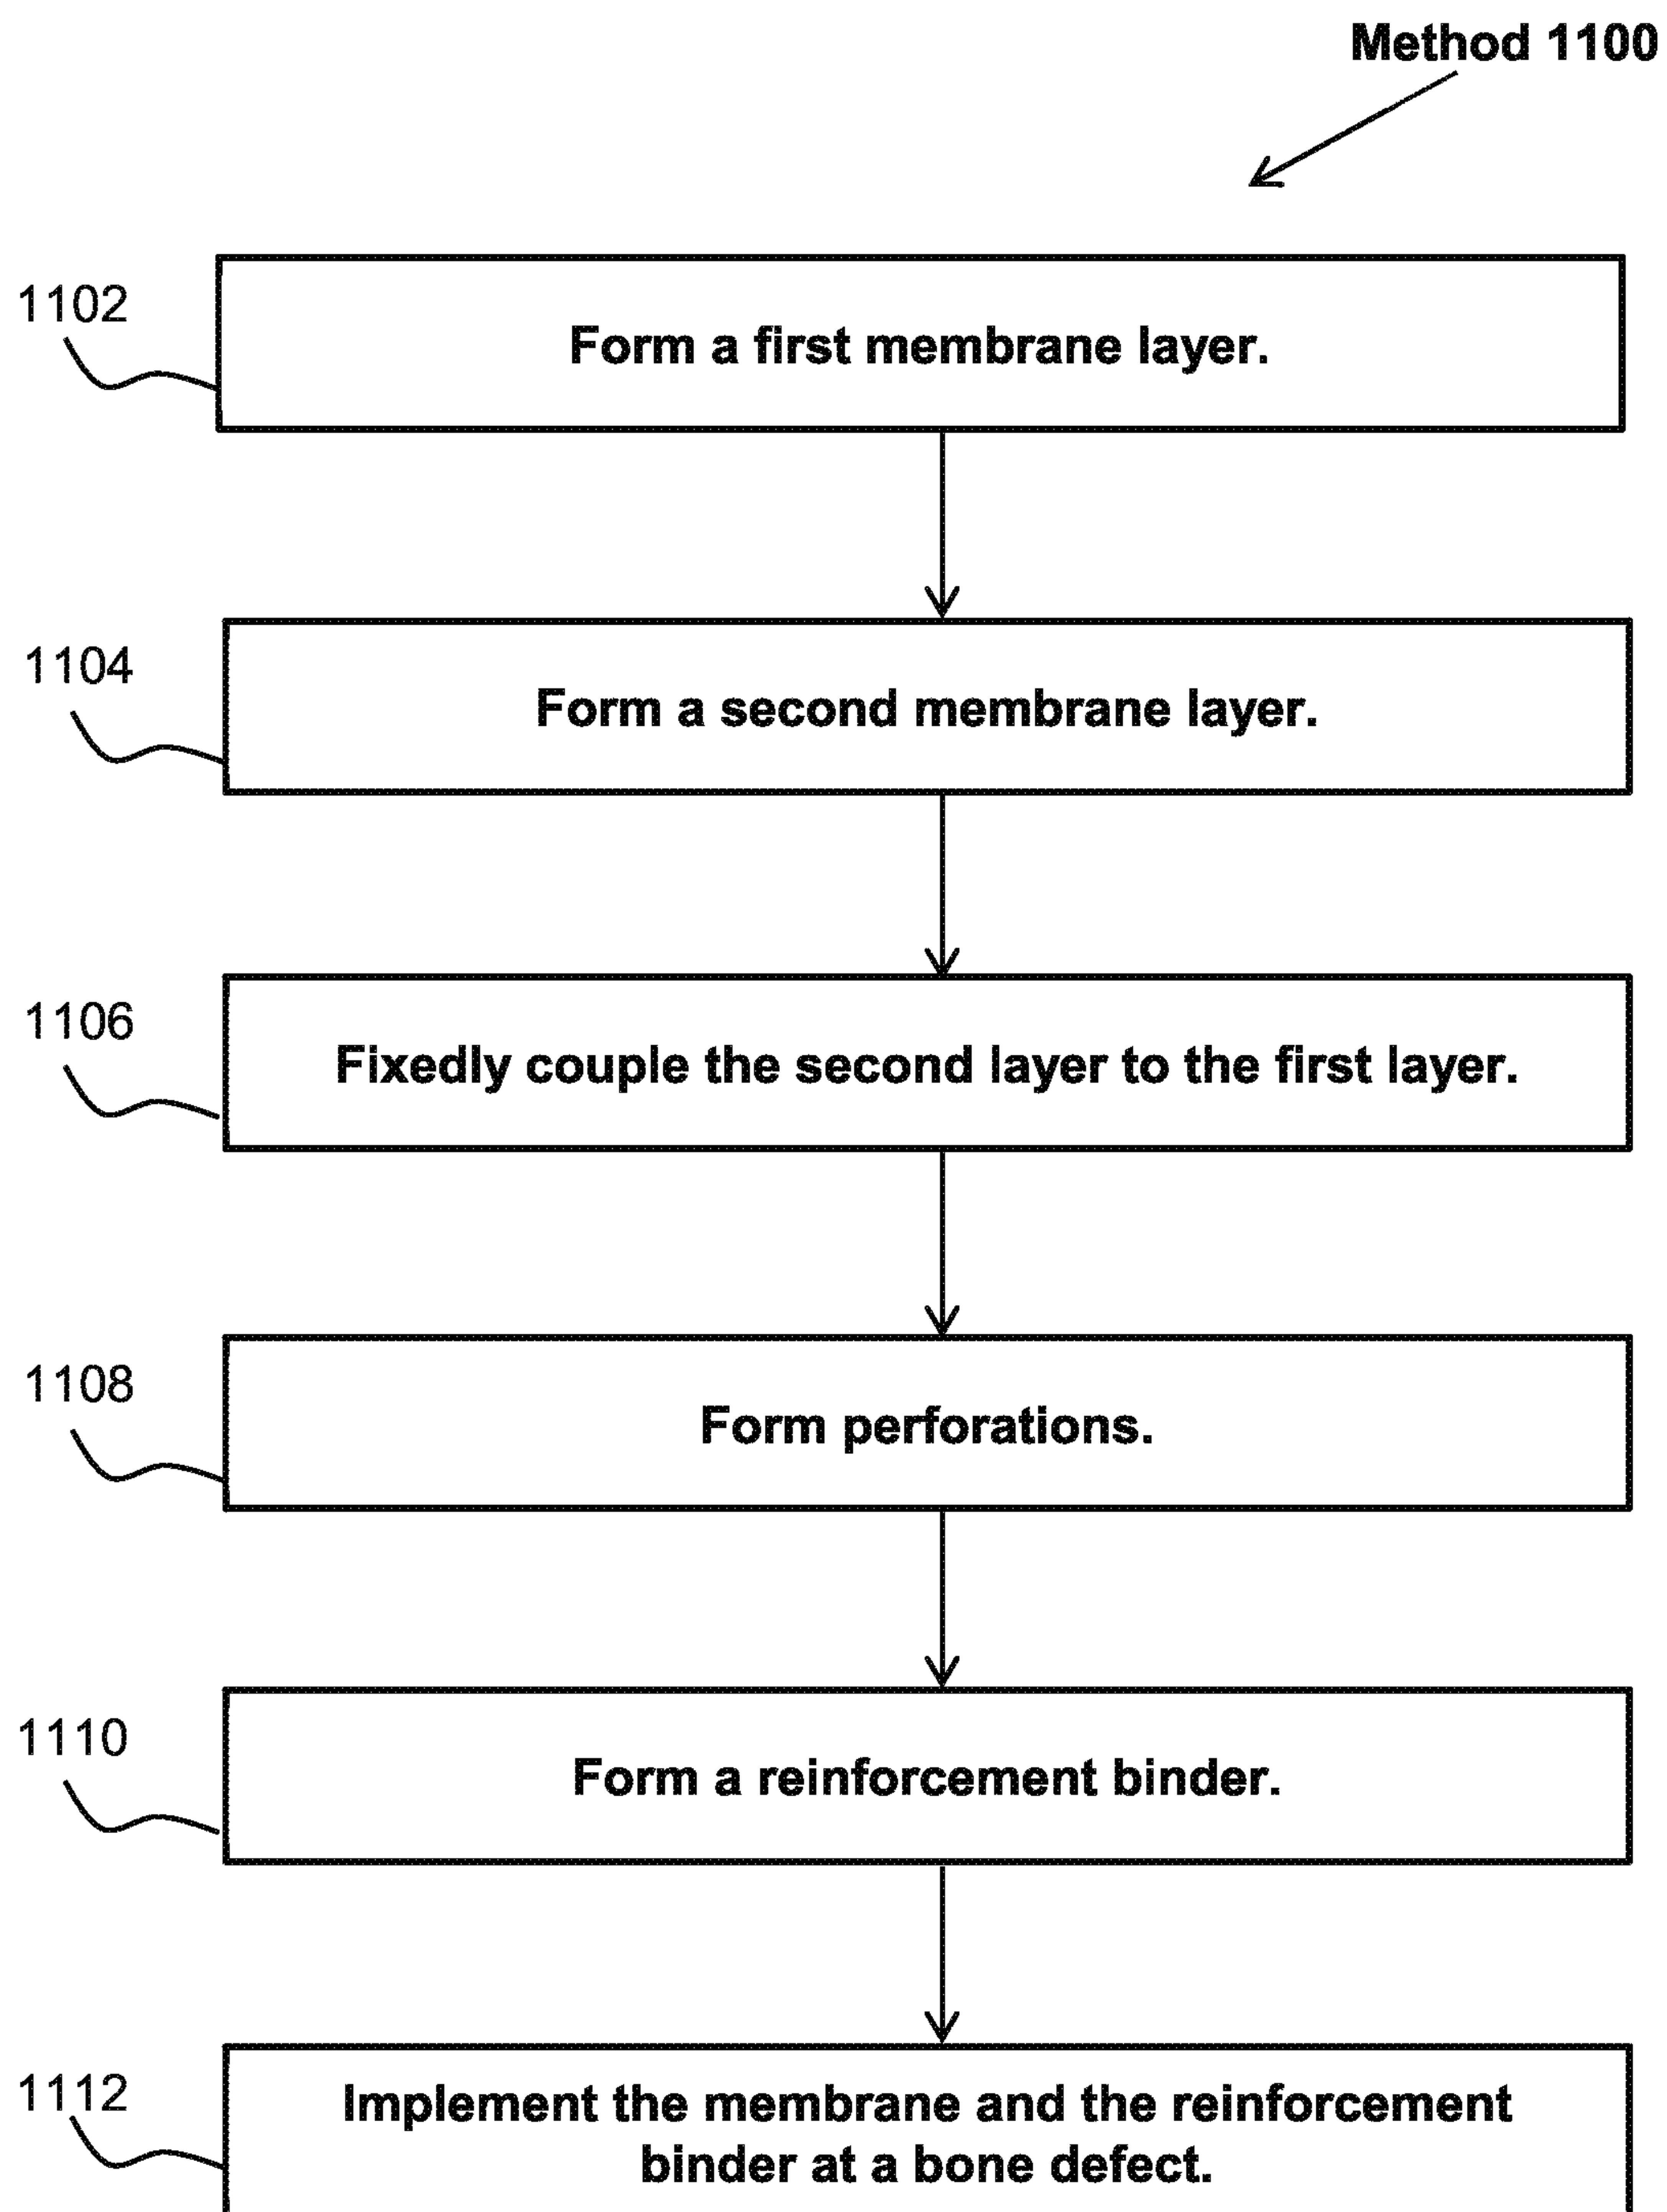 Method 1100
1102
Form a first membrane layer.
1104
Form a second membrane layer.
1106
Fixedly couple the second layer to the first layer.
1108
Form perforations.
1110
Form a reinforcement binder.
1112
Implement the membrane and the reinforcement
binder at a bone defect.